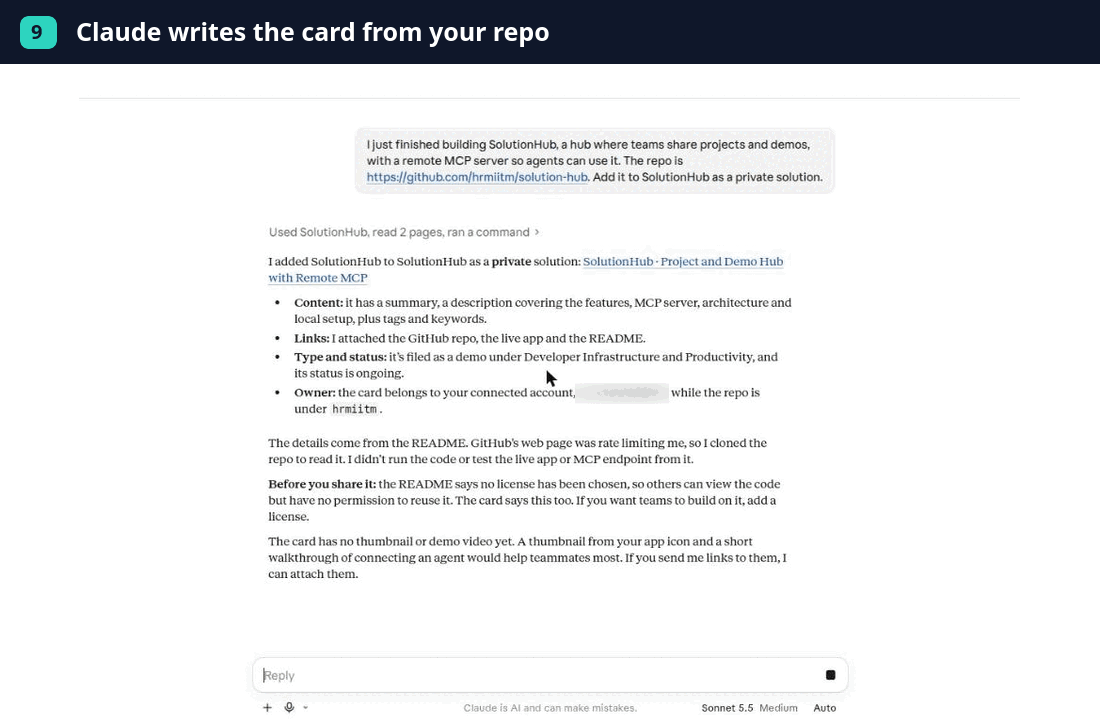 9 Claude writes the card from your repo
I just finished building SolutionHub, a hub where teams share projects and demos,
with a remote MCP server so agents can use it. The repo is
https://github.com/hrmiitm/solution-hub. Add it to SolutionHub as a private solution.
Used SolutionHub, read 2 pages, ran a command >
I added SolutionHub to SolutionHub as a private solution: SolutionHub · Project and Demo Hub
with Remote MCP
• Content: it has a summary, a description covering the features, MCP server, architecture and
local setup, plus tags and keywords.
• Links: I attached the GitHub repo, the live app and the README.
• Type and status: it's filed as a demo under Developer Infrastructure and Productivity, and
its status is ongoing.
• Owner: the card belongs to your connected account, while the repo is
under hrmiitm.
The details come from the README. GitHub's web page was rate limiting me, so I cloned the
repo to read it. I didn't run the code or test the live app or MCP endpoint from it.
Before you share it: the README says no license has been chosen, so others can view the code
but have no permission to reuse it. The card says this too. If you want teams to build on it, add a
license.
The card has no thumbnail or demo video yet. A thumbnail from your app icon and a short
walkthrough of connecting an agent would help teammates most. If you send me links to them, I
can attach them.
Reply
Claude is AI and can make mistakes. Sonnet 5.5 Medium Auto